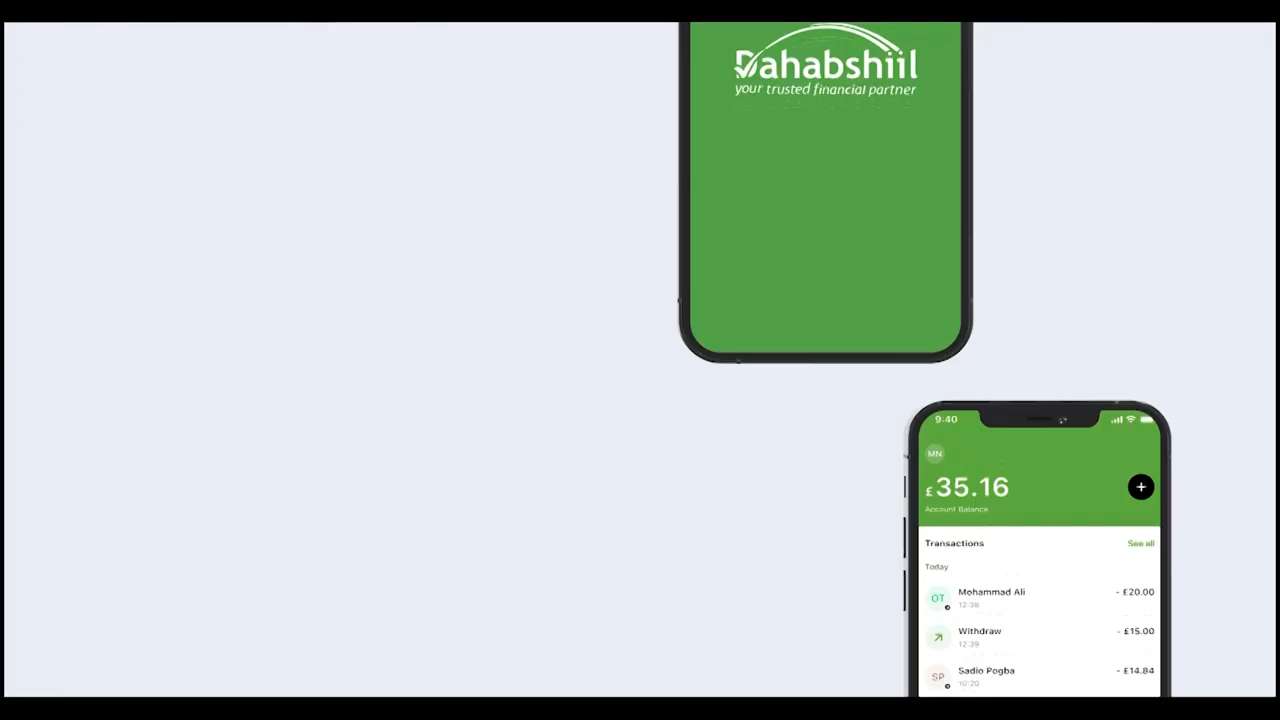 Dahabshiil
your trusted financial partner
9:40
MN
£35.16
Account Balance
Transactions
See all
Today
OT
Mohammad Ali
- £20.00
12:38
Withdraw
- £15.00
12:39
SP
Sadio Pogba
- £14.84
10:20